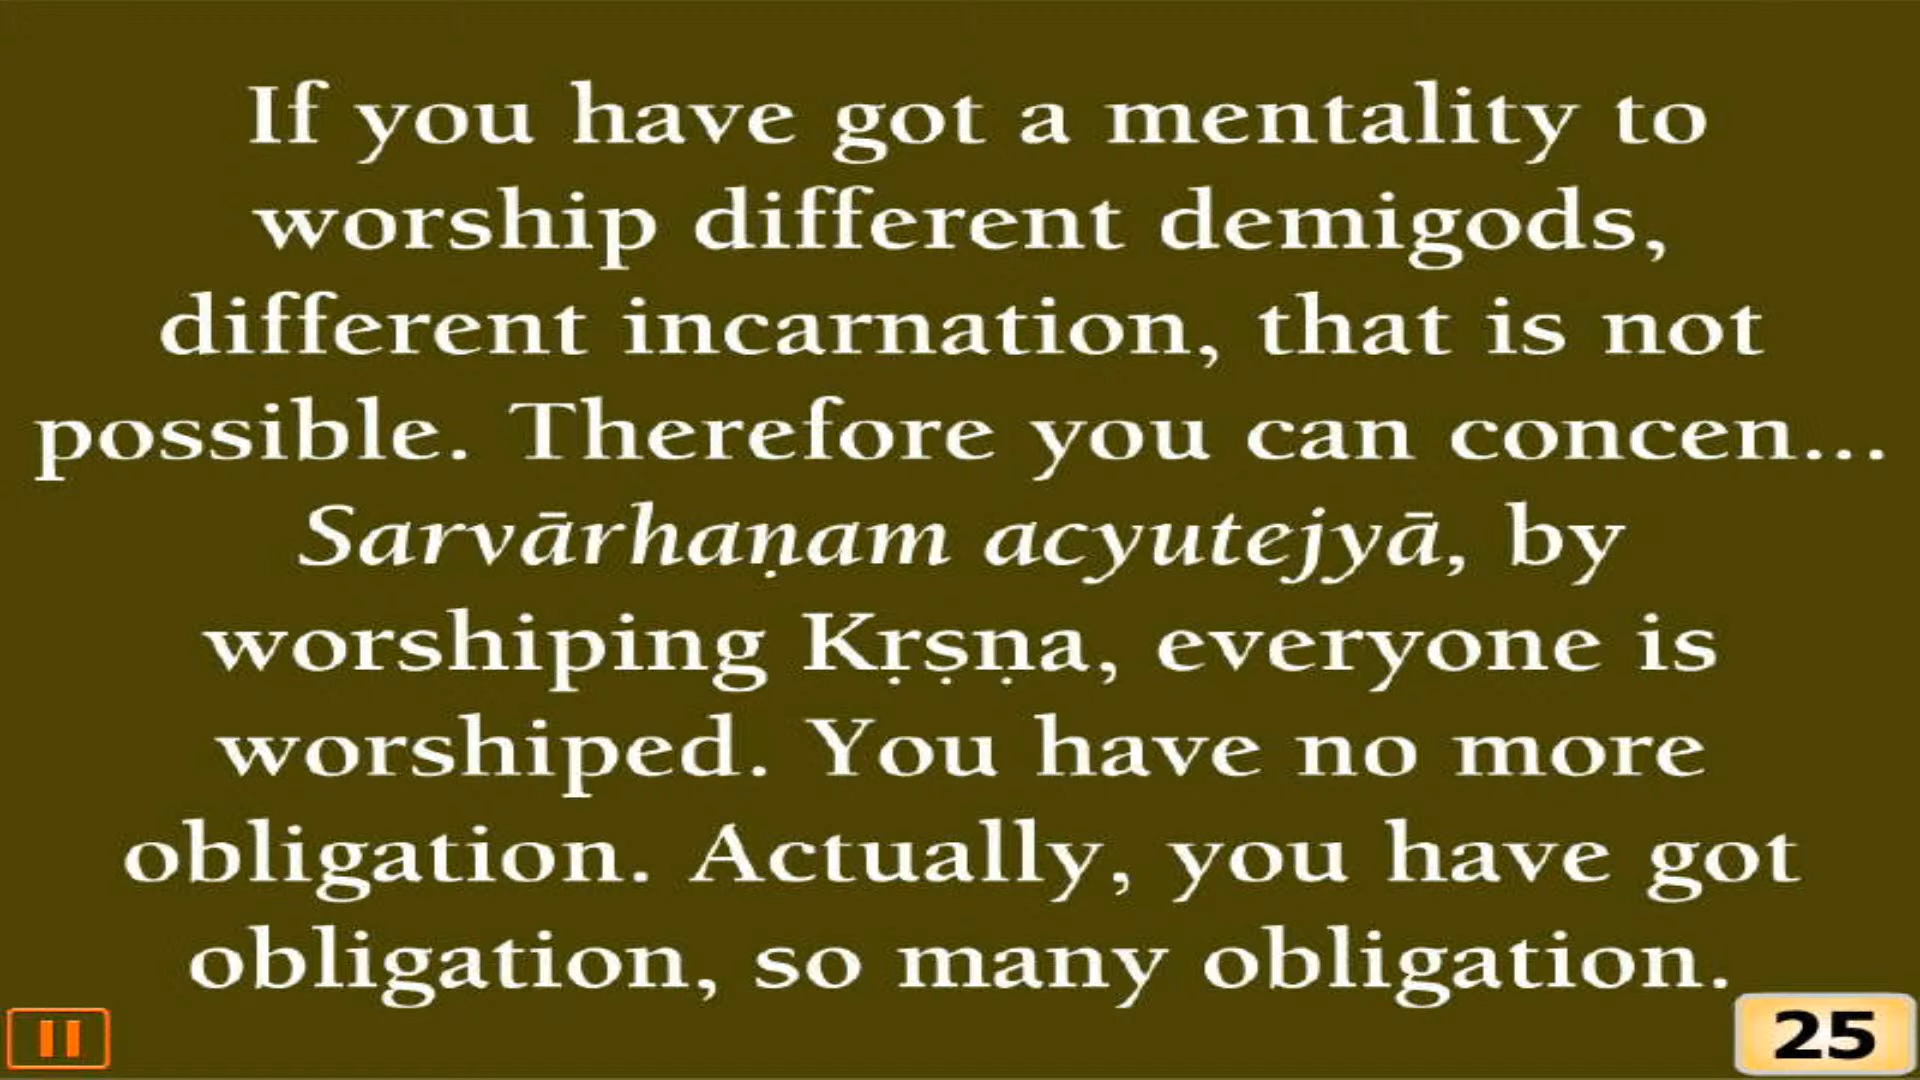 If you have got a mentality to
worship different demigods,
different incarnation, that is not
possible. Therefore you can concen...
Sarvārhaṇam acyutejyā, by
worshiping Kṛṣṇa, everyone is
worshiped. You have no more
obligation. Actually, you have got
obligation, so many obligation.
25